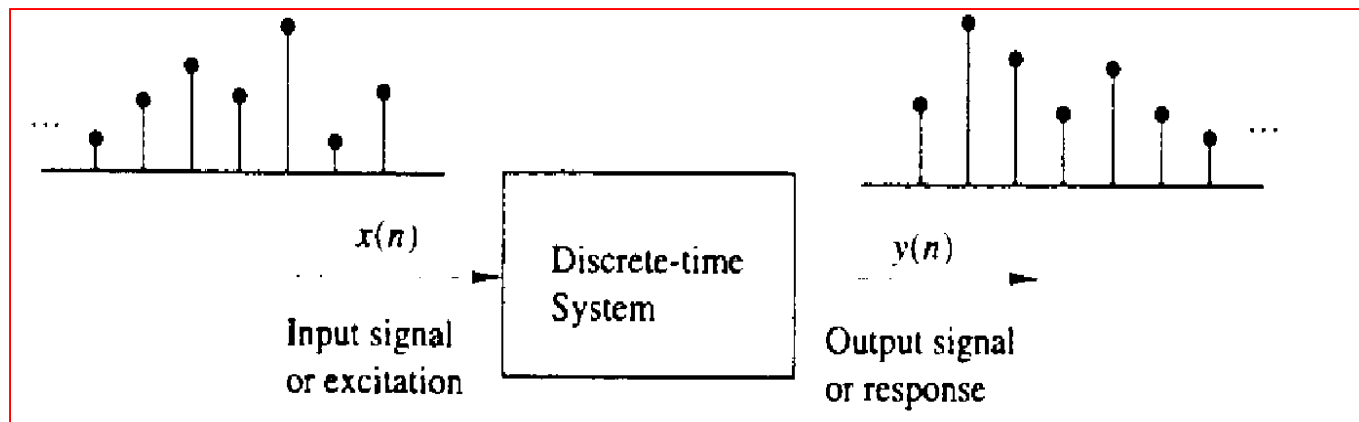 ...
...
x(n)
y(n)
Discrete-time
System
Input signal
or excitation
Output signal
or response